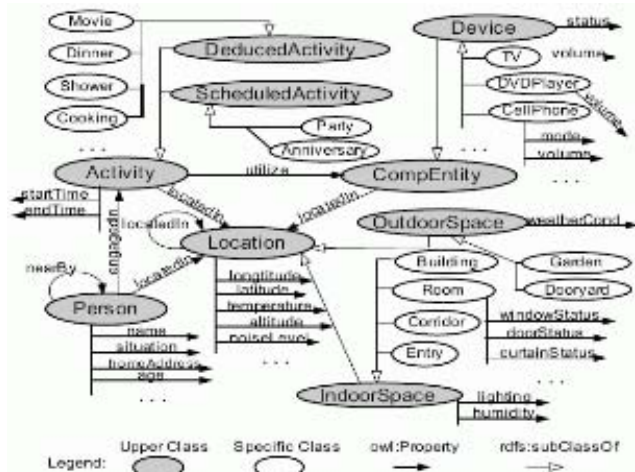 Movie
Dinner
Shower
Cooking
. . .
DeducedActivity
ScheduledActivity
Party
Anniversary
Device
status
TV
volume
DVDPlayer
volume
CellPhone
mode
volume
. . .
Activity
utilize
CompEntity
startTime
endTime
. . .
locatedIn
locatedIn
engagedIn
locatedIn
locatedIn
nearBy
Location
longtitude
latitude
temperature
altitude
noiseLevel
. . .
OutdoorSpace
weatherCond
Building
Garden
Room
Dooryard
Corridor
windowStatus
doorStatus
curtainStatus
. . .
Entry
Person
name
situation
homeAddress
age
. . .
IndoorSpace
lighting
humidity
Legend:
Upper Class
Specific Class
owl:Property
rdfs:subClassOf